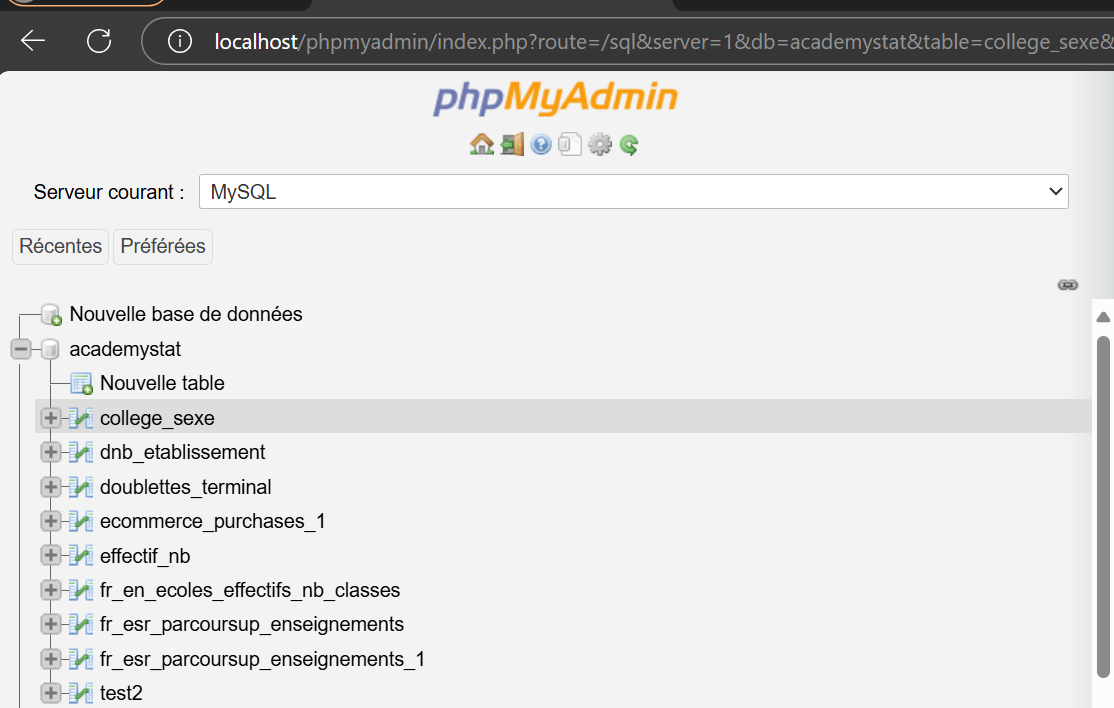 localhost/phpmyadmin/index.php?route=/sql&server=1&db=academystat&table=college_sexe&
phpMyAdmin
Serveur courant : MySQL
Récentes Préférées
Nouvelle base de données
academystat
Nouvelle table
college_sexe
dnb_etablissement
doublettes_terminal
ecommerce_purchases_1
effectif_nb
fr_en_ecoles_effectifs_nb_classes
fr_esr_parcoursup_enseignements
fr_esr_parcoursup_enseignements_1
test2